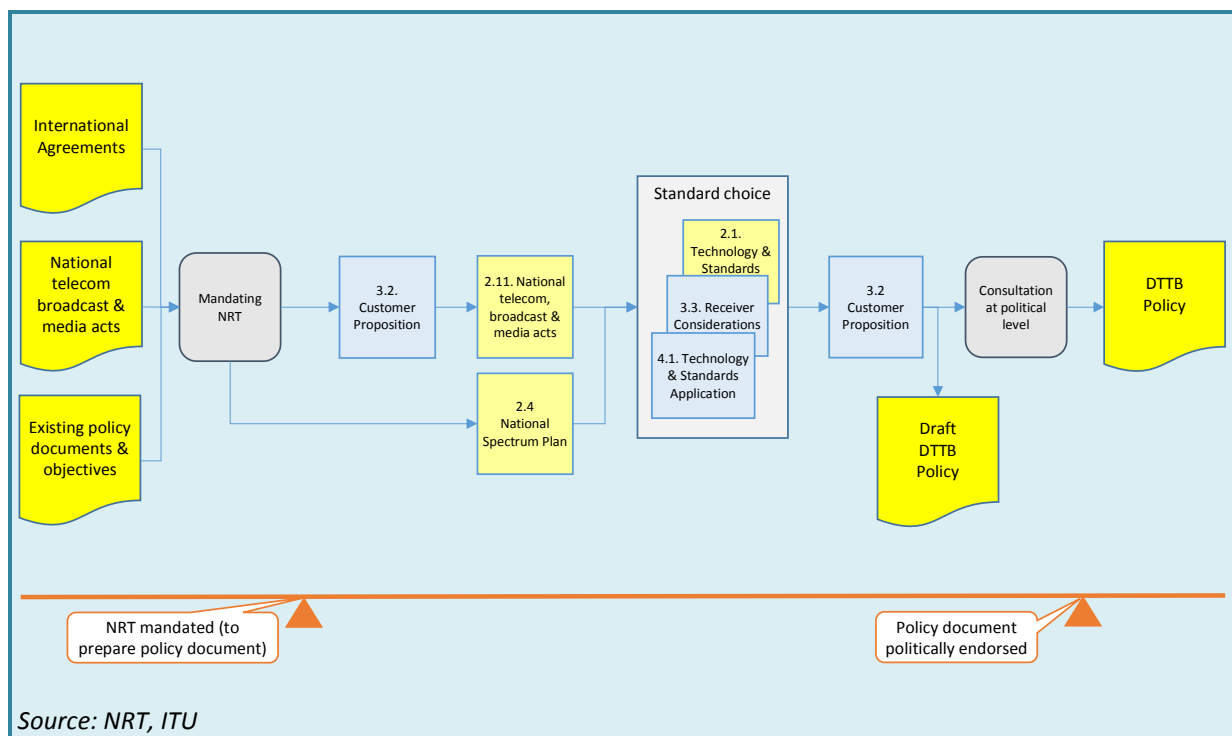 International
Agreements
National
telecom
broadcast &
media acts
Existing policy
documents &
objectives
Mandating
NRT
3.2.
Customer
Proposition
2.11. National
telecom,
broadcast &
media acts
2.4
National
Spectrum Plan
Standard choice
2.1.
Technology &
Standards
3.3. Receiver
Considerations
4.1. Technology
& Standards
Application
3.2
Customer
Proposition
Draft
DTTB
Policy
Consultation
at political
level
DTTB
Policy
NRT mandated (to
prepare policy document)
Policy document
politically endorsed
Source: NRT, ITU